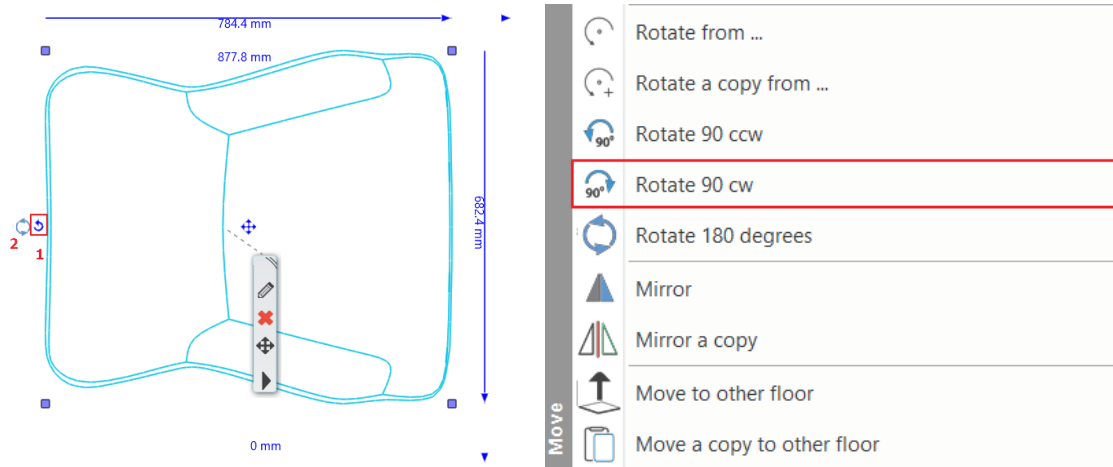 784.4 mm
877.8 mm
682.4 mm
2
1
0 mm
Rotate from ...
Rotate a copy from ...
90°
Rotate 90 ccw
90°
Rotate 90 cw
Rotate 180 degrees
Mirror
Mirror a copy
Move to other floor
Move a copy to other floor
Move